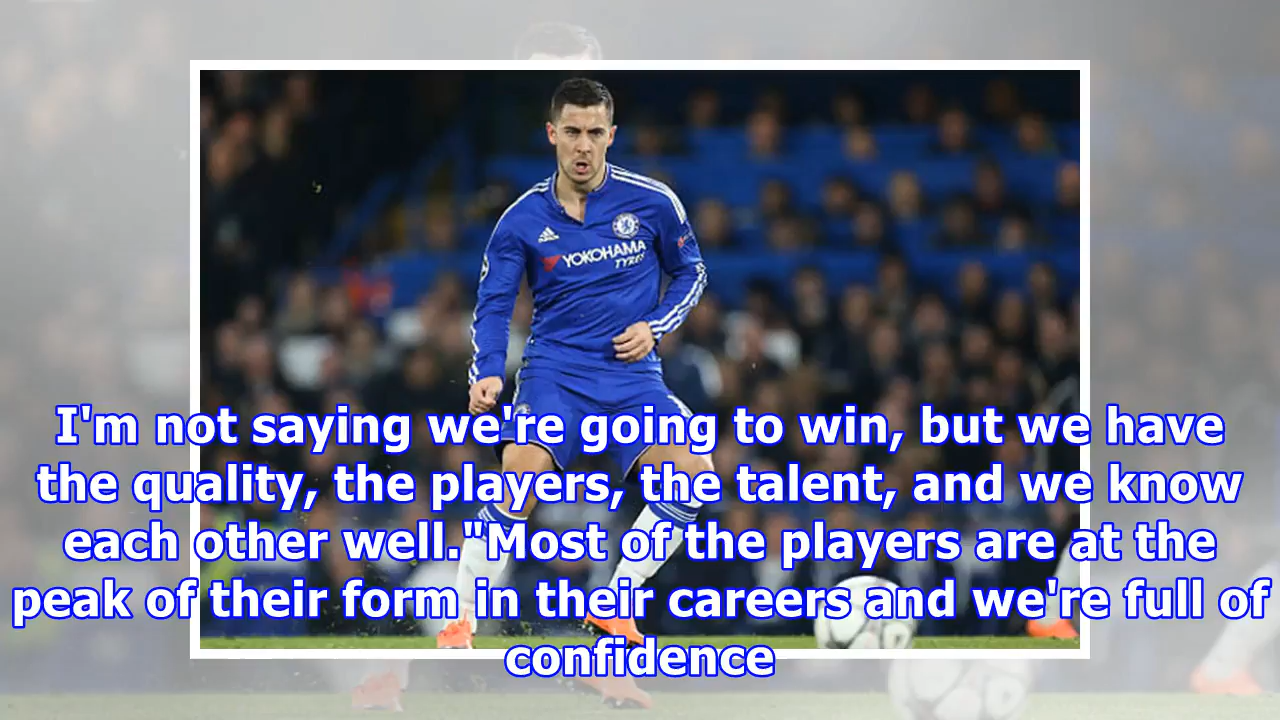 YOKOHAMA
TYRES
I'm not saying we're going to win, but we have
the quality, the players, the talent, and we know
each other well."Most of the players are at the
peak of their form in their careers and we're full of
confidence